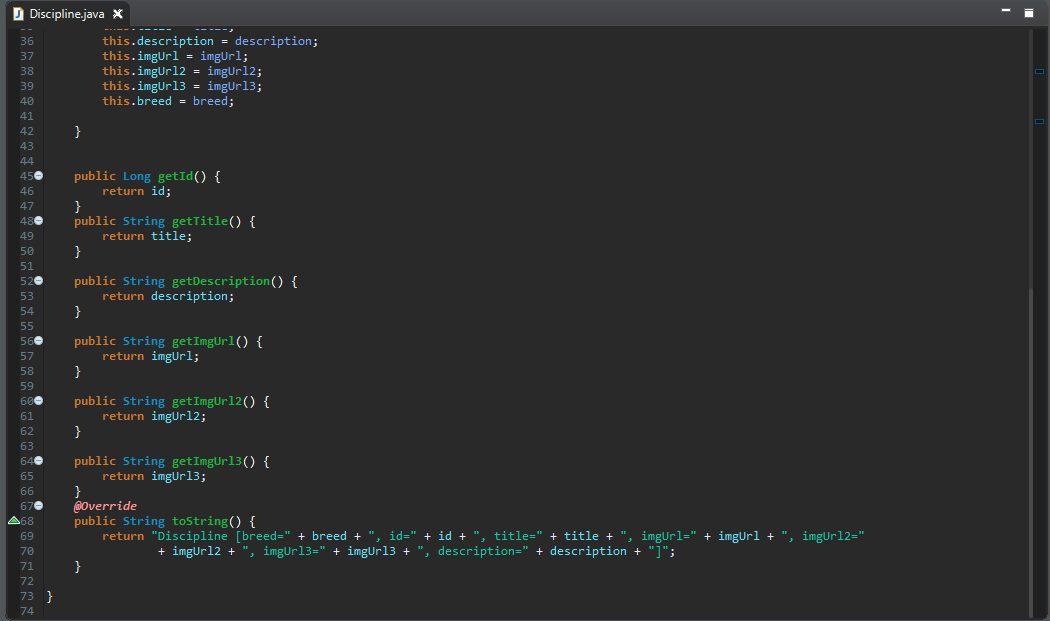 Discipline.java
36 this.description = description;
37 this.imgUrl = imgUrl;
38 this.imgUrl2 = imgUrl2;
39 this.imgUrl3 = imgUrl3;
40 this.breed = breed;
41
42 }
43
44
45 public Long getId() {
46 return id;
47 }
48 public String getTitle() {
49 return title;
50 }
51
52 public String getDescription() {
53 return description;
54 }
55
56 public String getImgUrl() {
57 return imgUrl;
58 }
59
60 public String getImgUrl2() {
61 return imgUrl2;
62 }
63
64 public String getImgUrl3() {
65 return imgUrl3;
66 }
67 @Override
68 public String toString() {
69 return "Discipline [breed=" + breed + ", id=" + id + ", title=" + title + ", imgUrl=" + imgUrl + ", imgUrl2="
70 + imgUrl2 + ", imgUrl3=" + imgUrl3 + ", description=" + description + "]";
71 }
72
73 }
74